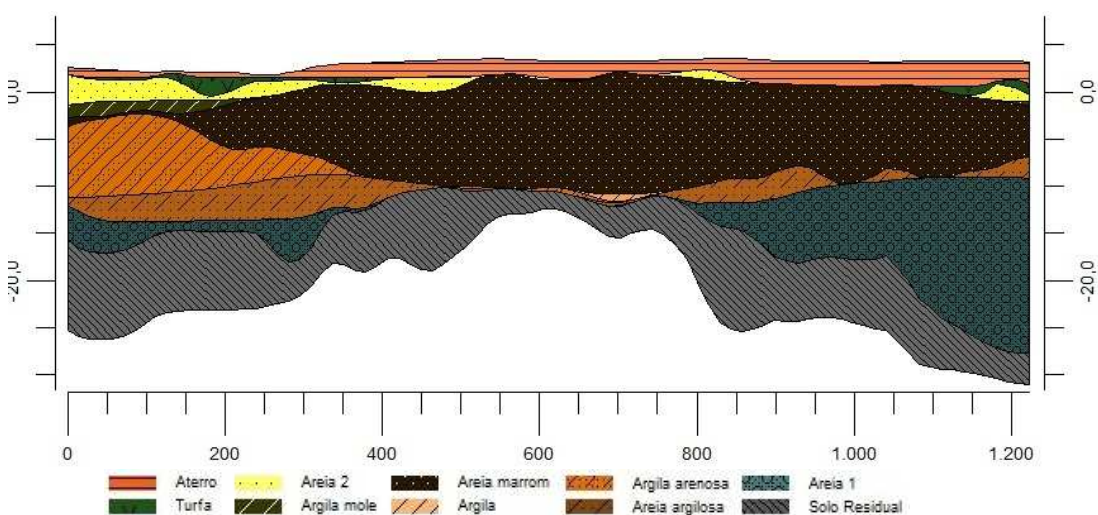 0,0
0,0
-20,0
-20,0
0 200 400 600 800 1.000 1.200
Aterro Areia 2 Areia marrom Argila arenosa Areia 1
Turfa Argila mole Argila Areia argilosa Solo Residual